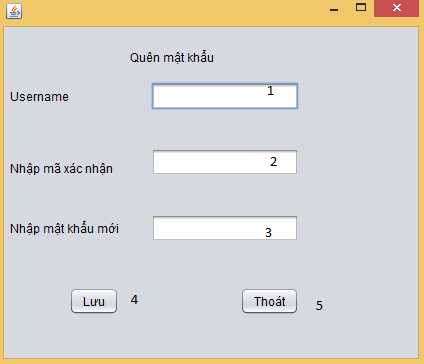 Quên mật khẩu
Username 1
Nhập mã xác nhận 2
Nhập mật khẩu mới 3
Lưu 4 Thoát 5